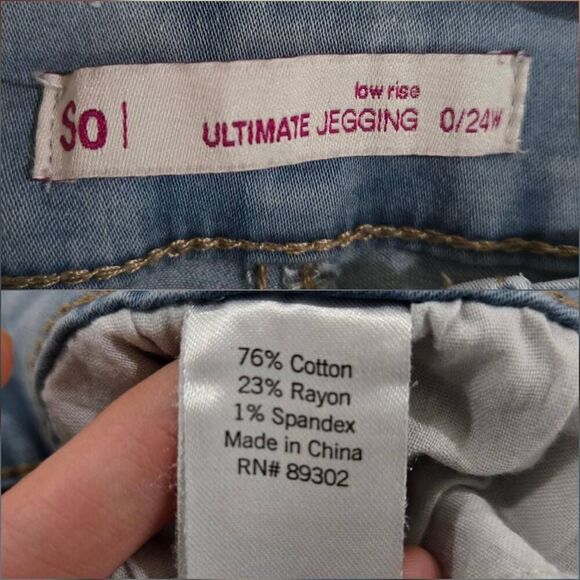 SO |
low rise
ULTIMATE JEGGING 0/24W
76% Cotton
23% Rayon
1% Spandex
Made in China
RN# 89302